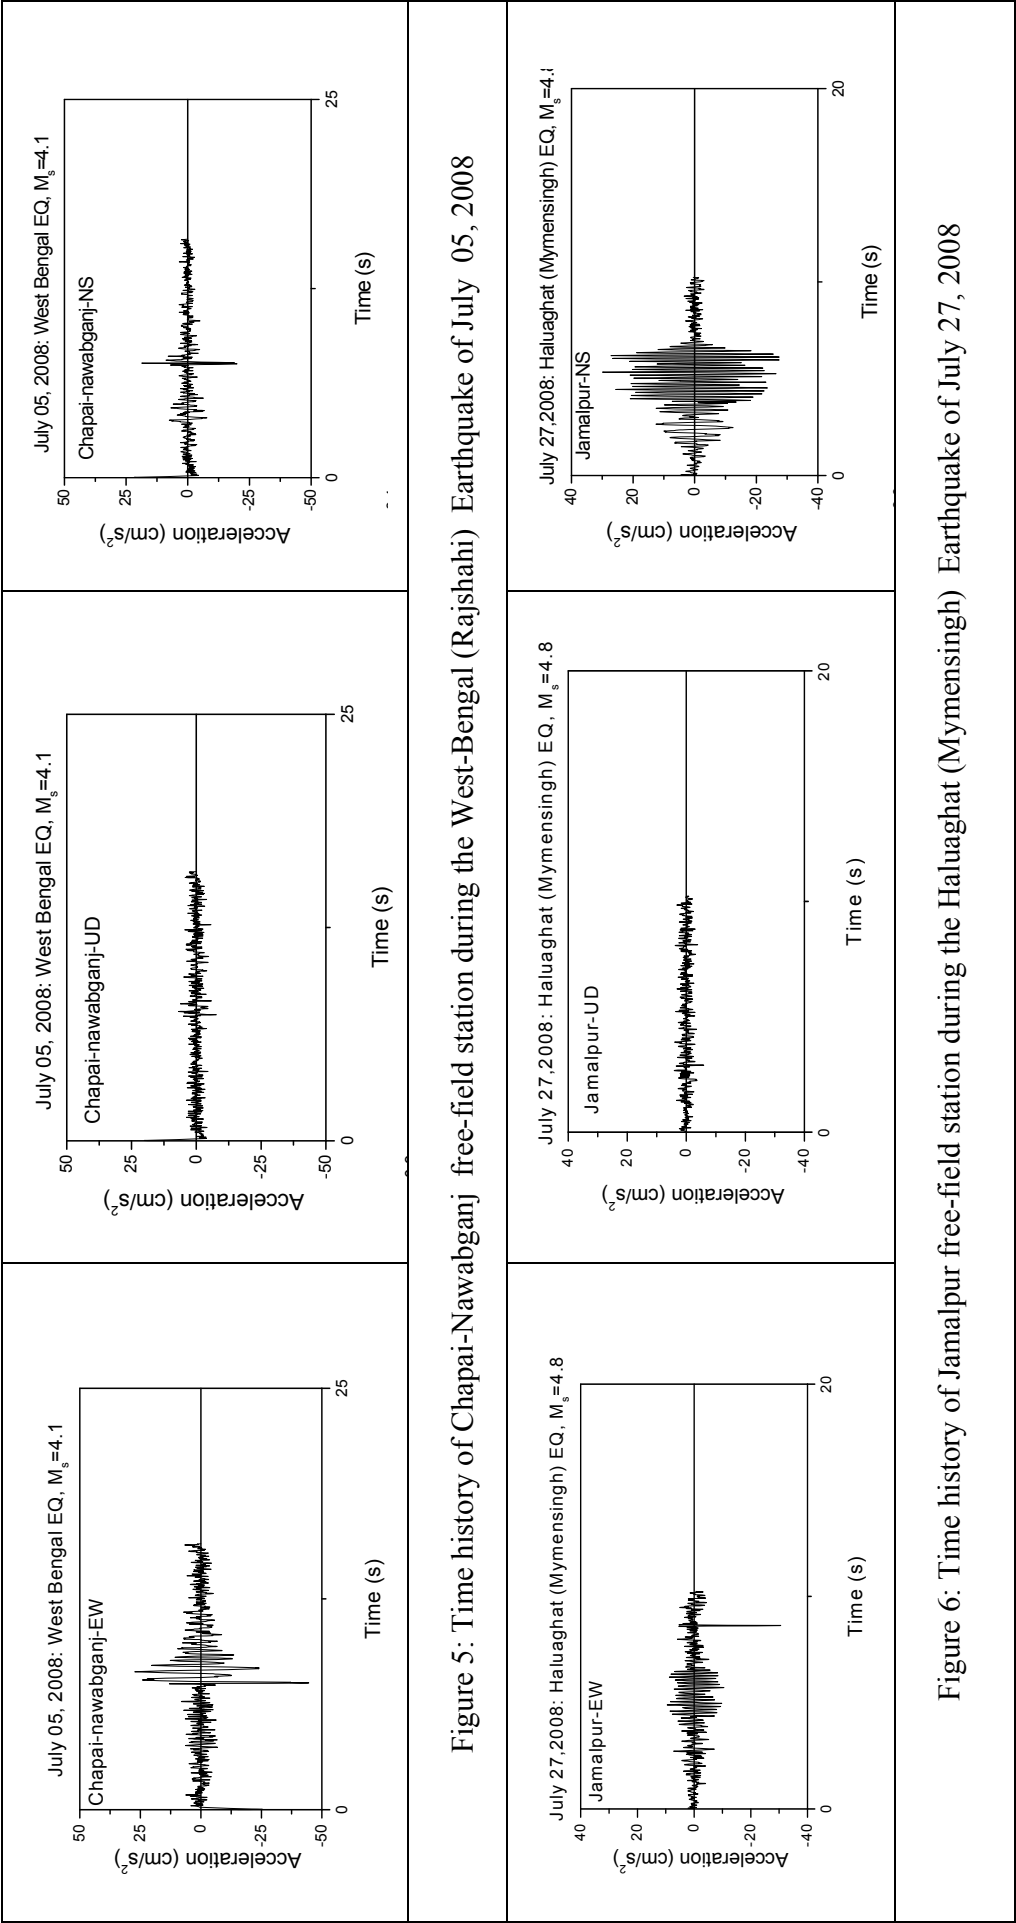 July 05, 2008: West Bengal EQ, Mₛ=4.1
Chapai-nawabganj-EW
50
25
0
-25
-50
Acceleration (cm/s²)
0
25
Time (s)
July 05, 2008: West Bengal EQ, Mₛ=4.1
Chapai-nawabganj-UD
50
25
0
-25
-50
Acceleration (cm/s²)
0
25
Time (s)
July 05, 2008: West Bengal EQ, Mₛ=4.1
Chapai-nawabganj-NS
50
25
0
-25
-50
Acceleration (cm/s²)
0
25
Time (s)
Figure 5: Time history of Chapai-Nawabganj free-field station during the West-Bengal (Rajshahi) Earthquake of July 05, 2008
July 27,2008: Haluaghat (Mymensingh) EQ, Mₛ=4.8
Jamalpur-EW
40
20
0
-20
-40
Acceleration (cm/s²)
0
20
Time (s)
July 27,2008: Haluaghat (Mymensingh) EQ, Mₛ=4.8
Jamalpur-UD
40
20
0
-20
-40
Acceleration (cm/s²)
0
20
Time (s)
July 27,2008: Haluaghat (Mymensingh) EQ, Mₛ=4.
Jamalpur-NS
40
20
0
-20
-40
Acceleration (cm/s²)
0
20
Time (s)
Figure 6: Time history of Jamalpur free-field station during the Haluaghat (Mymensingh) Earthquake of July 27, 2008